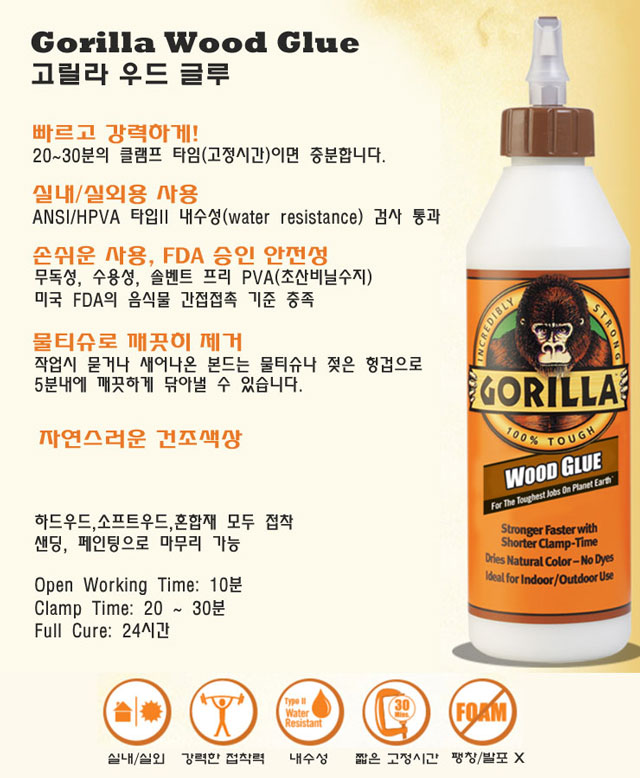 Gorilla Wood Glue
고릴라 우드 글루
빠르고 강력하게!
20~30분의 클램프 타임(고정시간)이면 충분합니다.
실내/실외용 사용
ANSI/HPVA 타입II 내수성(water resistance) 검사 통과
손쉬운 사용, FDA 승인 안전성
무독성, 수용성, 솔벤트 프리 PVA(초산비닐수지)
미국 FDA의 음식물 간접접촉 기준 충족
물티슈로 깨끗히 제거
작업시 묻거나 새어나온 본드는 물티슈나 젖은 헝겁으로
5분내에 깨끗하게 닦아낼 수 있습니다.
자연스러운 건조색상
하드우드,소프트우드,혼합재 모두 접착
샌딩, 페인팅으로 마무리 가능
Open Working Time: 10분
Clamp Time: 20 ~ 30분
Full Cure: 24시간
INCREDIBLY STRONG
GORILLA
100% TOUGH
WOOD GLUE
For The Toughest Jobs On Planet Earth
Stronger Faster with
Shorter Clamp-Time
Dries Natural Color – No Dyes
Ideal for Indoor/Outdoor Use
Type II
Water
Resistant
30
Mins.
FOAM
실내/실외
강력한 접착력
내수성
짧은 고정시간
팽창/발포 X